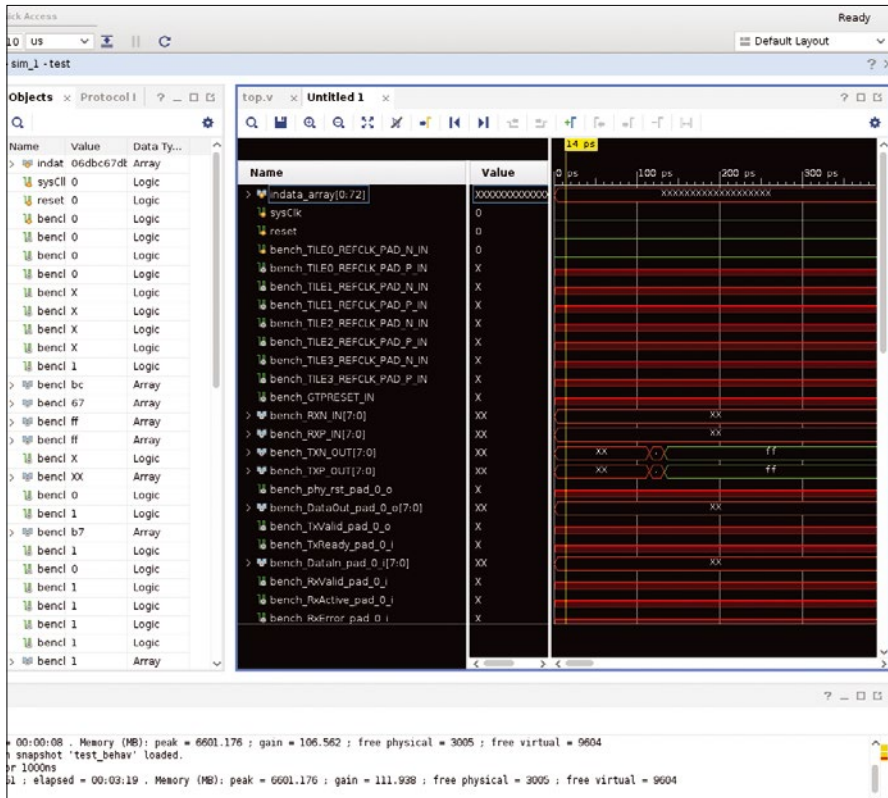 ick Access
Ready
10 us
Default Layout
sim_1 - test
Objects × Protocol I ? _
Name Value Data Ty...
> indat 06dbc67db Array
sysCll 0 Logic
reset 0 Logic
bencl 0 Logic
bencl 0 Logic
bencl 0 Logic
bencl 0 Logic
bencl X Logic
bencl X Logic
bencl X Logic
bencl X Logic
bencl 1 Logic
> bencl bc Array
> bencl 67 Array
> bencl ff Array
> bencl ff Array
bencl X Logic
> bencl XX Array
bencl 0 Logic
bencl 1 Logic
> bencl b7 Array
bencl 1 Logic
bencl 0 Logic
bencl 1 Logic
bencl 1 Logic
bencl 1 Logic
bencl 1 Logic
> bencl 1 Array
top.v × Untitled 1 ×
14 ps
Name Value
0 ps 100 ps 200 ps 300 ps
> indata_array[0:72] XXXXXXXXXXXXX XXXXXXXXXXXXXXXXXXX
sysClk 0
reset 0
bench_TILE0_REFCLK_PAD_N_IN 0
bench_TILE0_REFCLK_PAD_P_IN X
bench_TILE1_REFCLK_PAD_N_IN X
bench_TILE1_REFCLK_PAD_P_IN X
bench_TILE2_REFCLK_PAD_N_IN X
bench_TILE2_REFCLK_PAD_P_IN X
bench_TILE3_REFCLK_PAD_N_IN X
bench_TILE3_REFCLK_PAD_P_IN X
bench_GTPRESET_IN X
> bench_RXN_IN[7:0] XX XX
> bench_RXP_IN[7:0] XX XX
> bench_TXN_OUT[7:0] XX XX ff
> bench_TXP_OUT[7:0] XX XX ff
bench_phy_rst_pad_0_o X
> bench_DataOut_pad_0_o[7:0] XX XX
bench_TxValid_pad_0_o X
bench_TxReady_pad_0_i X
> bench_DataIn_pad_0_i[7:0] XX XX
bench_RxValid_pad_0_i X
bench_RxActive_pad_0_i X
bench_RxError_pad_0_i X
= 00:00:08 . Memory (MB): peak = 6601.176 ; gain = 106.562 ; free physical = 3005 ; free virtual = 9604
n snapshot 'test_behav' loaded.
or 1000ns
51 ; elapsed = 00:03:19 . Memory (MB): peak = 6601.176 ; gain = 111.938 ; free physical = 3005 ; free virtual = 9604